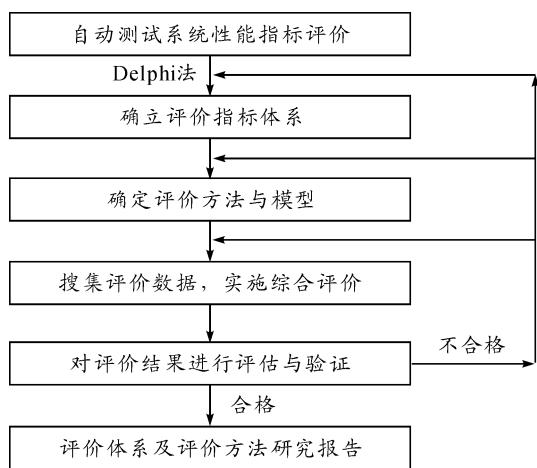 自动测试系统性能指标评价
Delphi法
确立评价指标体系
确定评价方法与模型
搜集评价数据，实施综合评价
对评价结果进行评估与验证
不合格
合格
评价体系及评价方法研究报告